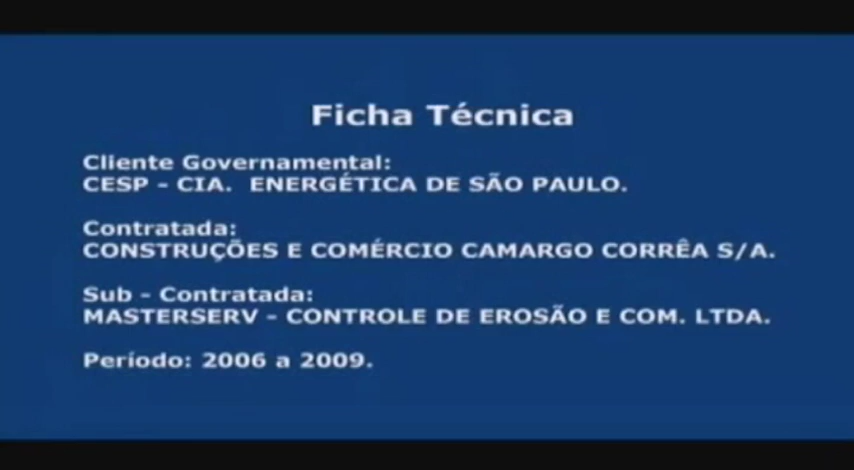 Ficha Técnica
Cliente Governamental:
CESP - CIA. ENERGÉTICA DE SÃO PAULO.
Contratada:
CONSTRUÇÕES E COMÉRCIO CAMARGO CORRÊA S/A.
Sub - Contratada:
MASTERSERV - CONTROLE DE EROSÃO E COM. LTDA.
Período: 2006 a 2009.